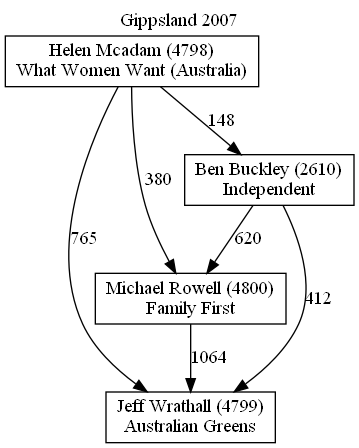 Gippsland 2007
Helen Mcadam (4798)
What Women Want (Australia)
148
Ben Buckley (2610)
Independent
380
765
620
412
Michael Rowell (4800)
Family First
1064
Jeff Wrathall (4799)
Australian Greens